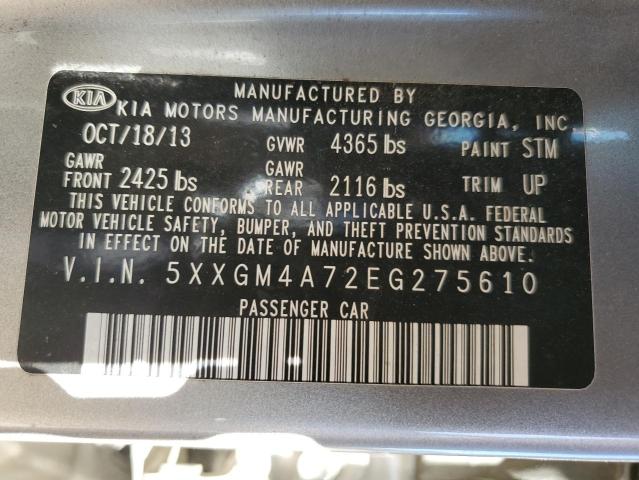 MANUFACTURED BY
KIA KIA MOTORS MANUFACTURING GEORGIA, INC.
OCT/18/13 GVWR 4365 lbs PAINT STM
GAWR FRONT 2425 lbs GAWR REAR 2116 lbs TRIM UP
THIS VEHICLE CONFORMS TO ALL APPLICABLE U.S.A. FEDERAL
MOTOR VEHICLE SAFETY, BUMPER, AND THEFT PREVENTION STANDARDS
IN EFFECT ON THE DATE OF MANUFACTURE SHOWN ABOVE.
V.I.N. 5XXGM4A72EG275610
PASSENGER CAR